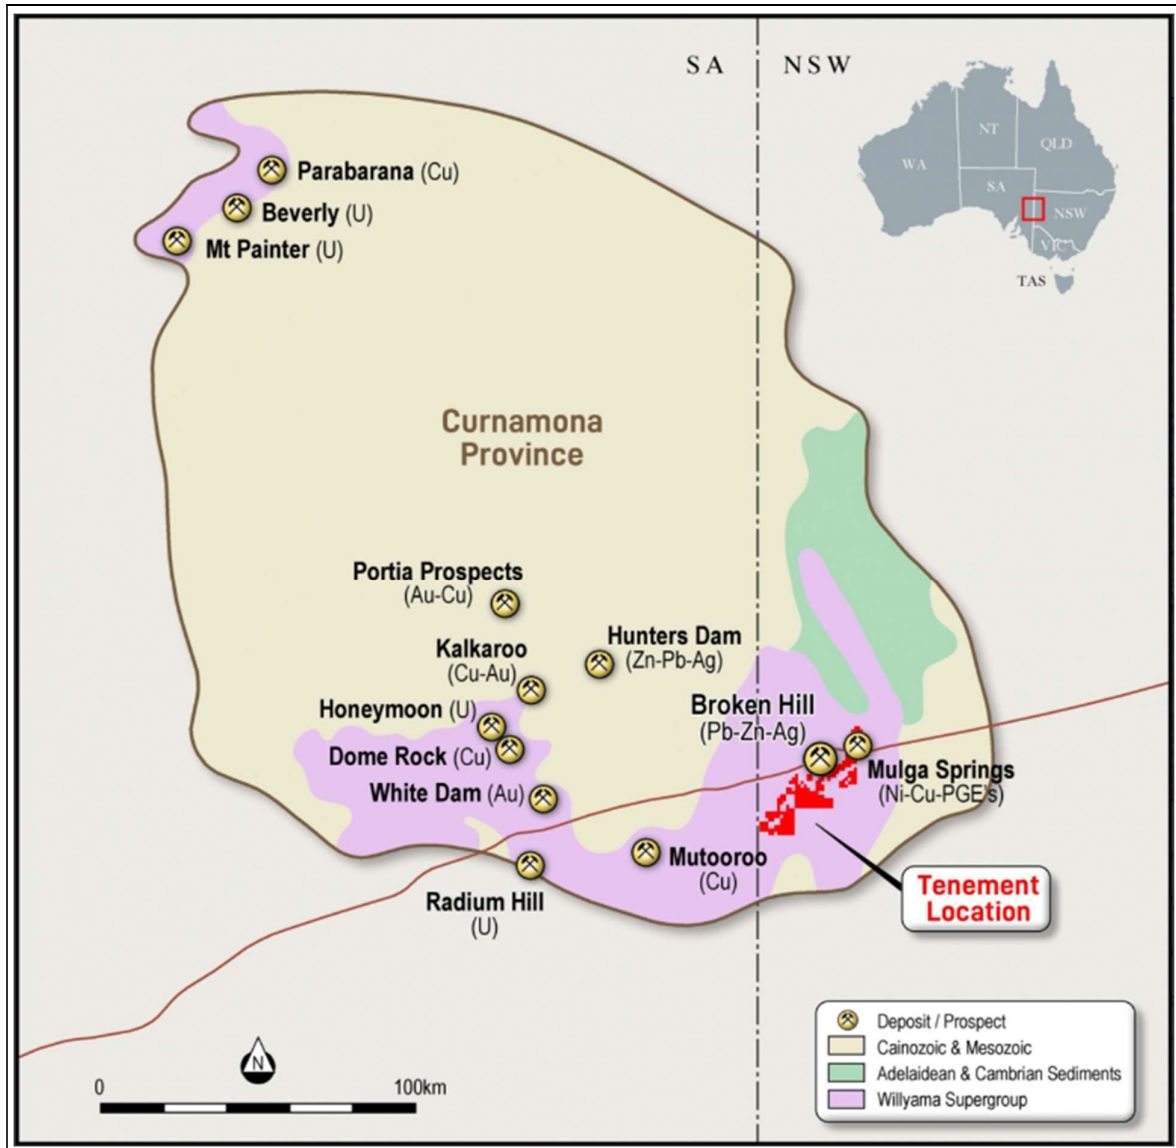 SA NSW
WA
NT
QLD
SA
NSW
VIC
TAS
Parabarana (Cu)
Beverly (U)
Mt Painter (U)
Curnamona
Province
Portia Prospects
(Au-Cu)
Hunters Dam
(Zn-Pb-Ag)
Kalkaroo
(Cu-Au)
Honeymoon (U)
Dome Rock (Cu)
White Dam (Au)
Broken Hill
(Pb-Zn-Ag)
Mulga Springs
(Ni-Cu-PGE's)
Mutooroo
(Cu)
Radium Hill
(U)
Tenement
Location
N
0 100km
Deposit / Prospect
Cainozoic & Mesozoic
Adelaidean & Cambrian Sediments
Willyama Supergroup